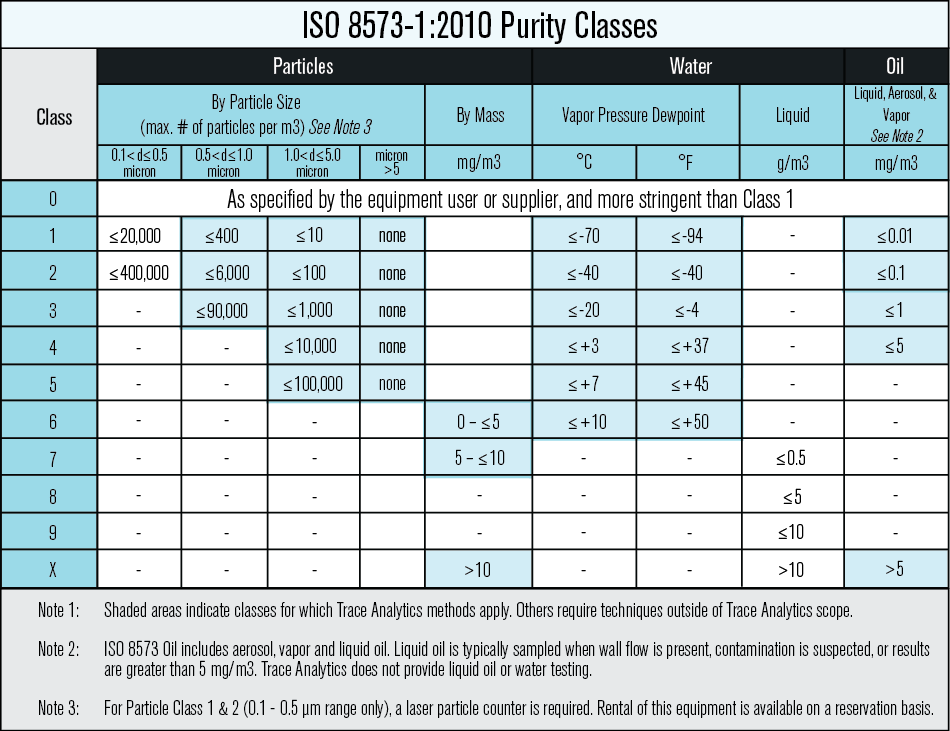 ISO 8573-1:2010 Purity Classes
Class
Particles
Water
Oil
By Particle Size
(max. # of particles per m3) See Note 3
By Mass
Vapor Pressure Dewpoint
Liquid
Liquid, Aerosol, &
Vapor
See Note 2
0.1< d≤0.5
micron
0.5< d≤1.0
micron
1.0< d≤5.0
micron
micron
>5
mg/m3
°C
°F
g/m3
mg/m3
0 As specified by the equipment user or supplier, and more stringent than Class 1
1 ≤20,000 ≤400 ≤10 none ≤-70 ≤-94 - ≤0.01
2 ≤400,000 ≤6,000 ≤100 none ≤-40 ≤-40 - ≤0.1
3 - ≤90,000 ≤1,000 none ≤-20 ≤-4 - ≤1
4 - - ≤10,000 none ≤+3 ≤+37 - ≤5
5 - - ≤100,000 none ≤+7 ≤+45 - -
6 - - - 0 – ≤5 ≤+10 ≤+50 - -
7 - - - 5 – ≤10 - - ≤0.5 -
8 - - - - - - ≤5 -
9 - - - - - - ≤10 -
X - - - >10 - - >10 >5
Note 1: Shaded areas indicate classes for which Trace Analytics methods apply. Others require techniques outside of Trace Analytics scope.
Note 2: ISO 8573 Oil includes aerosol, vapor and liquid oil. Liquid oil is typically sampled when wall flow is present, contamination is suspected, or results
are greater than 5 mg/m3. Trace Analytics does not provide liquid oil or water testing.
Note 3: For Particle Class 1 & 2 (0.1 - 0.5 µm range only), a laser particle counter is required. Rental of this equipment is available on a reservation basis.